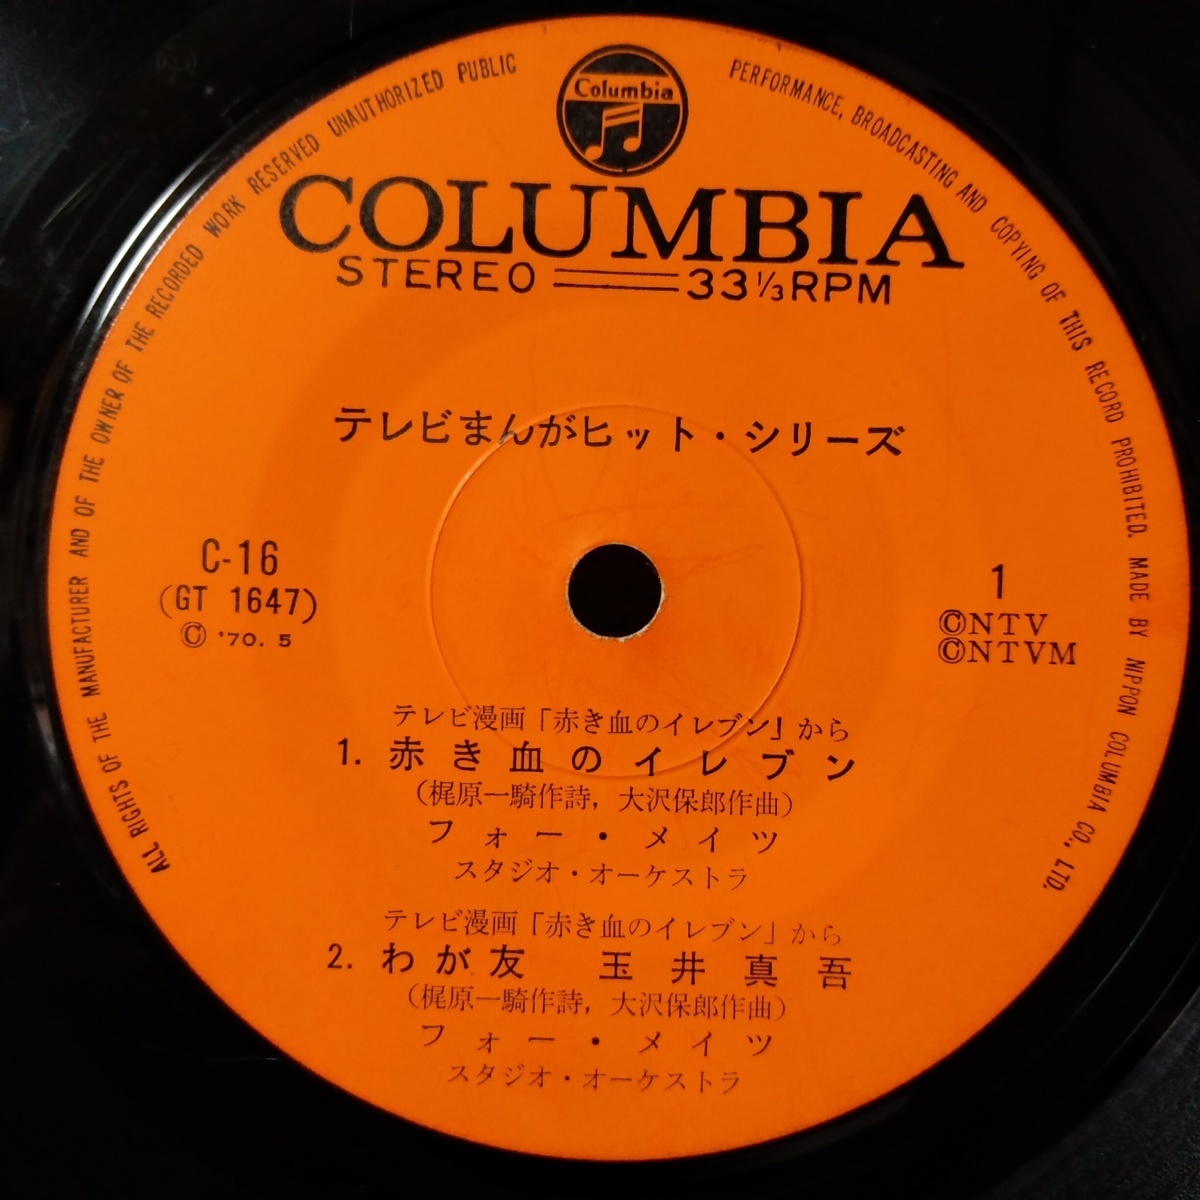 ALL RIGHTS OF THE MANUFACTURER AND OF THE OWNER OF THE RECORDED WORK RESERVED UNAUTHORIZED PUBLIC PERFORMANCE, BROADCASTING AND COPYING OF THIS RECORD PROHIBITED. MADE BY NIPPON COLUMBIA CO., LTD.
Columbia
COLUMBIA
STEREO 33⅓RPM
テレビまんがヒット・シリーズ
C-16
(GT 1647)
© '70. 5
1
©NTV
©NTVM
テレビ漫画「赤き血のイレブン」から
1. 赤き血のイレブン
(梶原一騎作詩, 大沢保郎作曲)
フォー・メイツ
スタジオ・オーケストラ
テレビ漫画「赤き血のイレブン」から
2. わが友 玉井真吾
(梶原一騎作詩, 大沢保郎作曲)
フォー・メイツ
スタジオ・オーケストラ